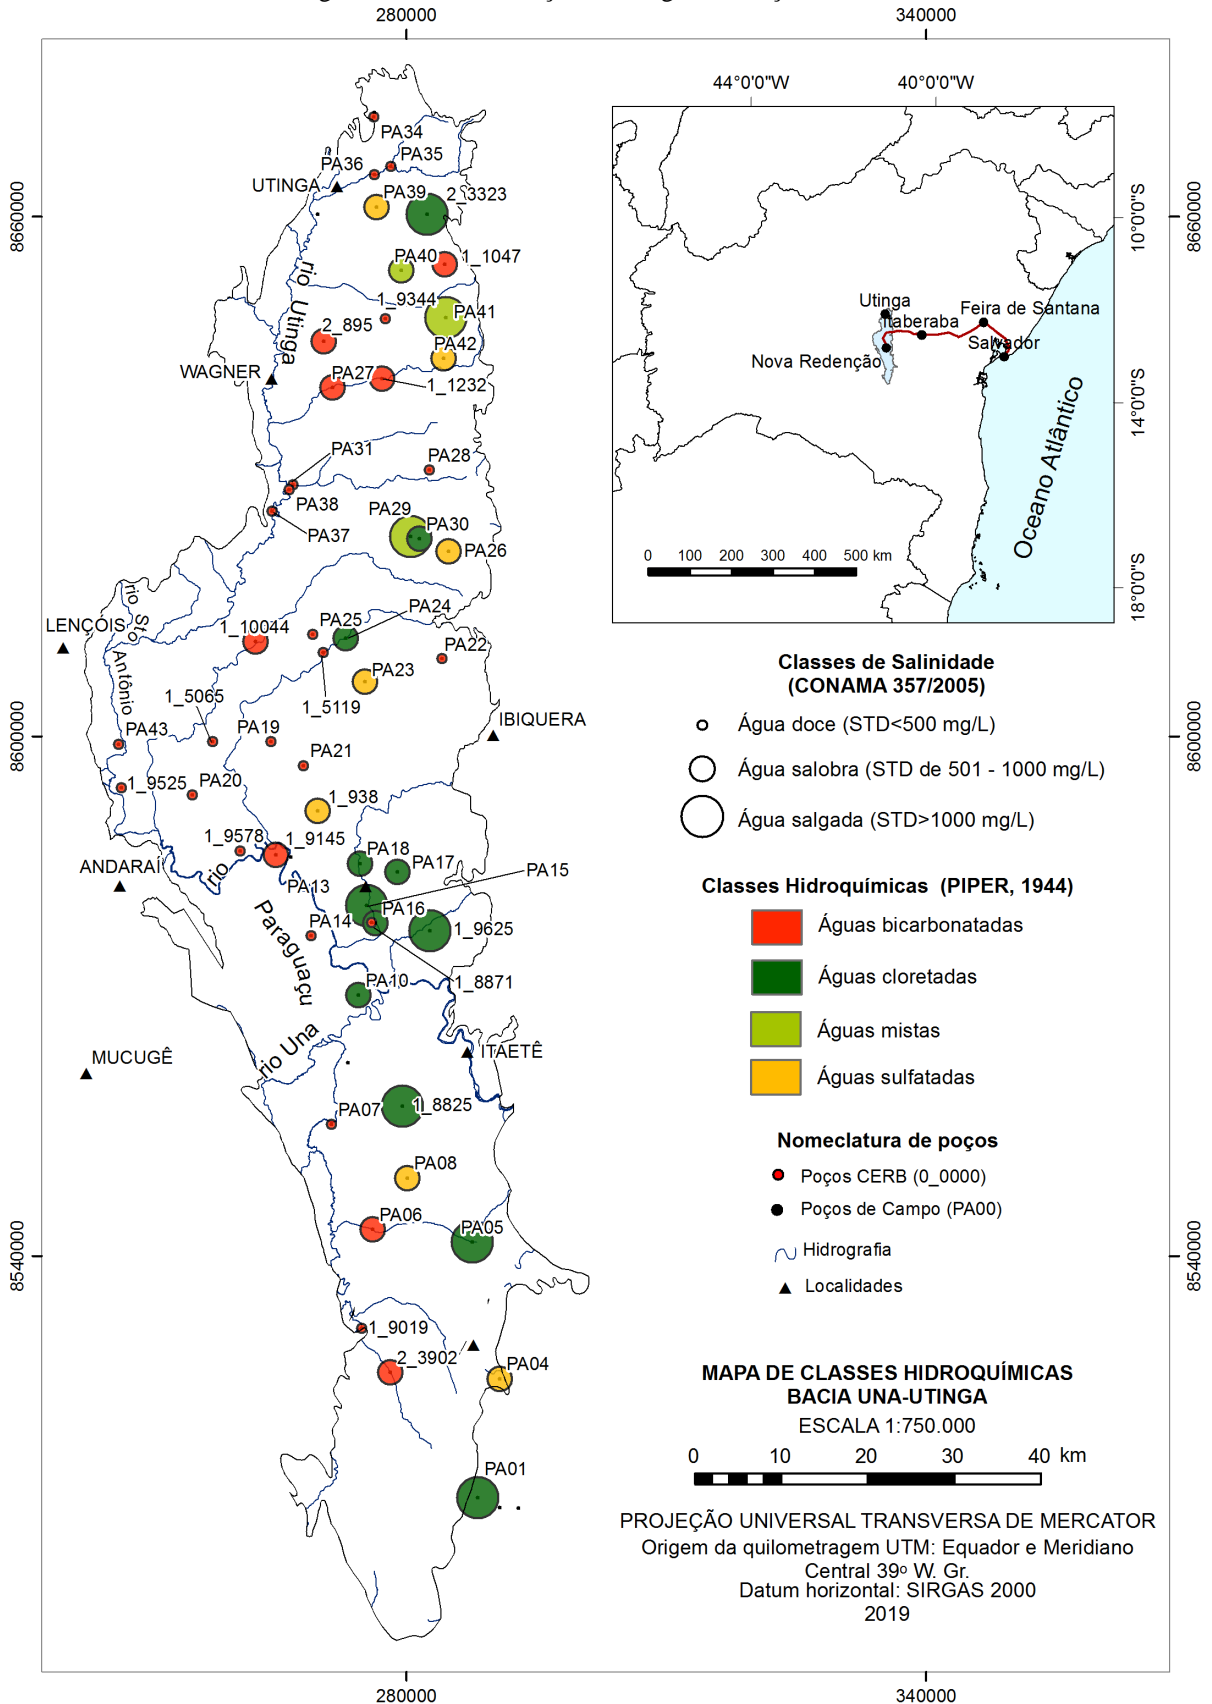 280000
340000
44°0'0"W
40°0'0"W
8660000
8660000
10°0'0"S
14°0'0"S
18°0'0"S
PA34
PA35
PA36
UTINGA
PA39
2_3323
PA40
1_1047
rio Utinga
1_9344
PA41
2_895
PA42
WAGNER
PA27
1_1232
PA31
PA28
PA38
PA29
PA30
PA37
PA26
rio Sto Antônio
PA24
LENÇÓIS
1_10044
PA25
PA22
PA23
1_5065
1_5119
PA43
PA19
IBIQUERA
8600000
8600000
PA21
1_9525
PA20
1_938
1_9578
1_9145
ANDARAÍ
rio Paraguaçu
PA18
PA17
PA15
PA13
PA16
PA14
1_9625
1_8871
PA10
rio Una
ITAETÊ
MUCUGÊ
PA07
1_8825
PA08
PA06
PA05
8540000
8540000
1_9019
2_3902
PA04
PA01
Utinga
Itaberaba
Feira de Santana
Salvador
Nova Redenção
Oceano Atlântico
0 100 200 300 400 500 km
Classes de Salinidade
(CONAMA 357/2005)
Água doce (STD<500 mg/L)
Água salobra (STD de 501 - 1000 mg/L)
Água salgada (STD>1000 mg/L)
Classes Hidroquímicas (PIPER, 1944)
Águas bicarbonatadas
Águas cloretadas
Águas mistas
Águas sulfatadas
Nomeclatura de poços
Poços CERB (0_0000)
Poços de Campo (PA00)
Hidrografia
Localidades
MAPA DE CLASSES HIDROQUÍMICAS
BACIA UNA-UTINGA
ESCALA 1:750.000
0 10 20 30 40 km
PROJEÇÃO UNIVERSAL TRANSVERSA DE MERCATOR
Origem da quilometragem UTM: Equador e Meridiano
Central 39º W. Gr.
Datum horizontal: SIRGAS 2000
2019
280000
340000